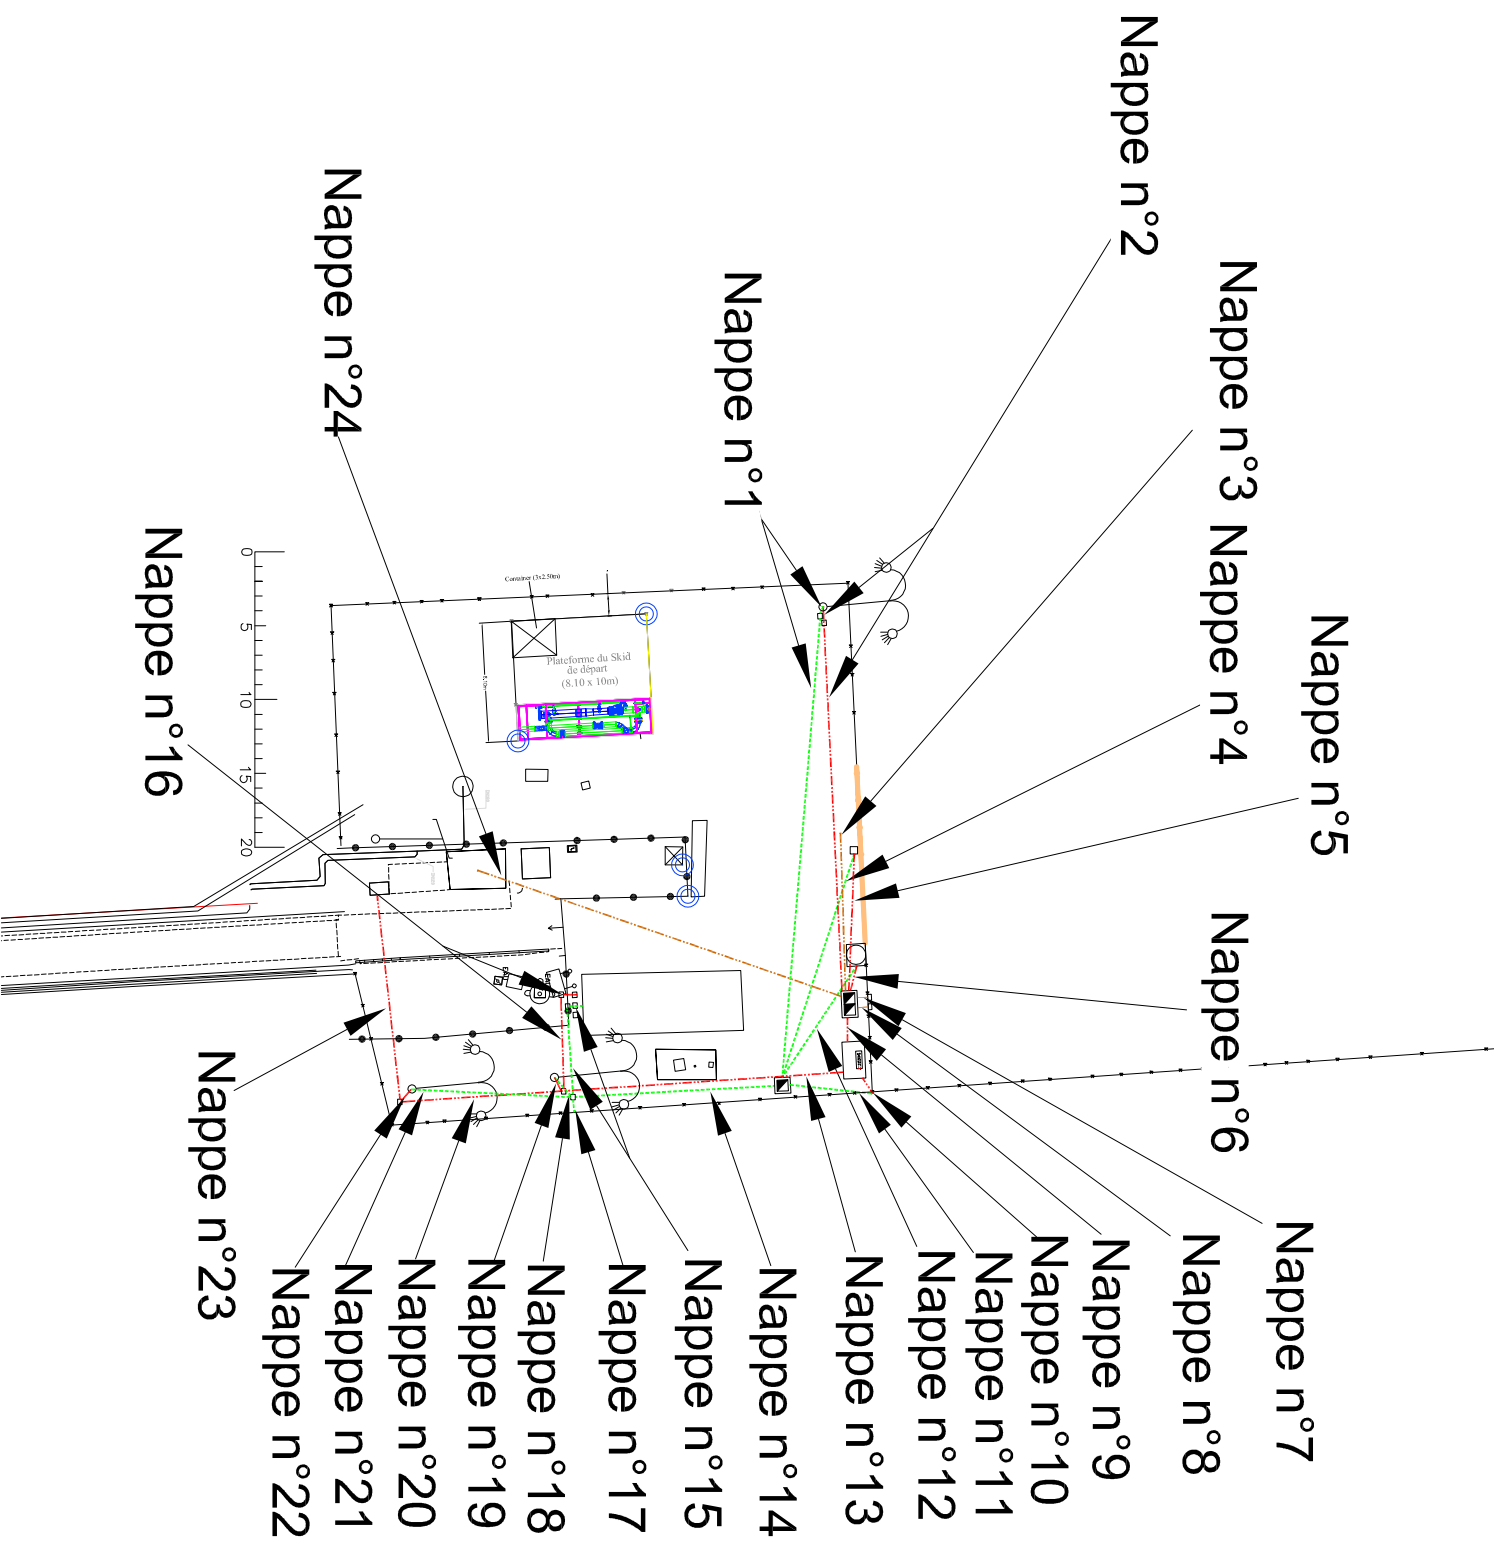 Nappe n°1
Nappe n°2
Nappe n°3
Nappe n°4
Nappe n°5
Nappe n°6
Nappe n°7
Nappe n°8
Nappe n°9
Nappe n°10
Nappe n°11
Nappe n°12
Nappe n°13
Nappe n°14
Nappe n°15
Nappe n°17
Nappe n°18
Nappe n°19
Nappe n°20
Nappe n°21
Nappe n°22
Nappe n°23
Nappe n°16
Nappe n°24
Container (3x2.50m)
Plateforme du Skid
de départ
(8.10 x 10m)
0
5
10
15
20